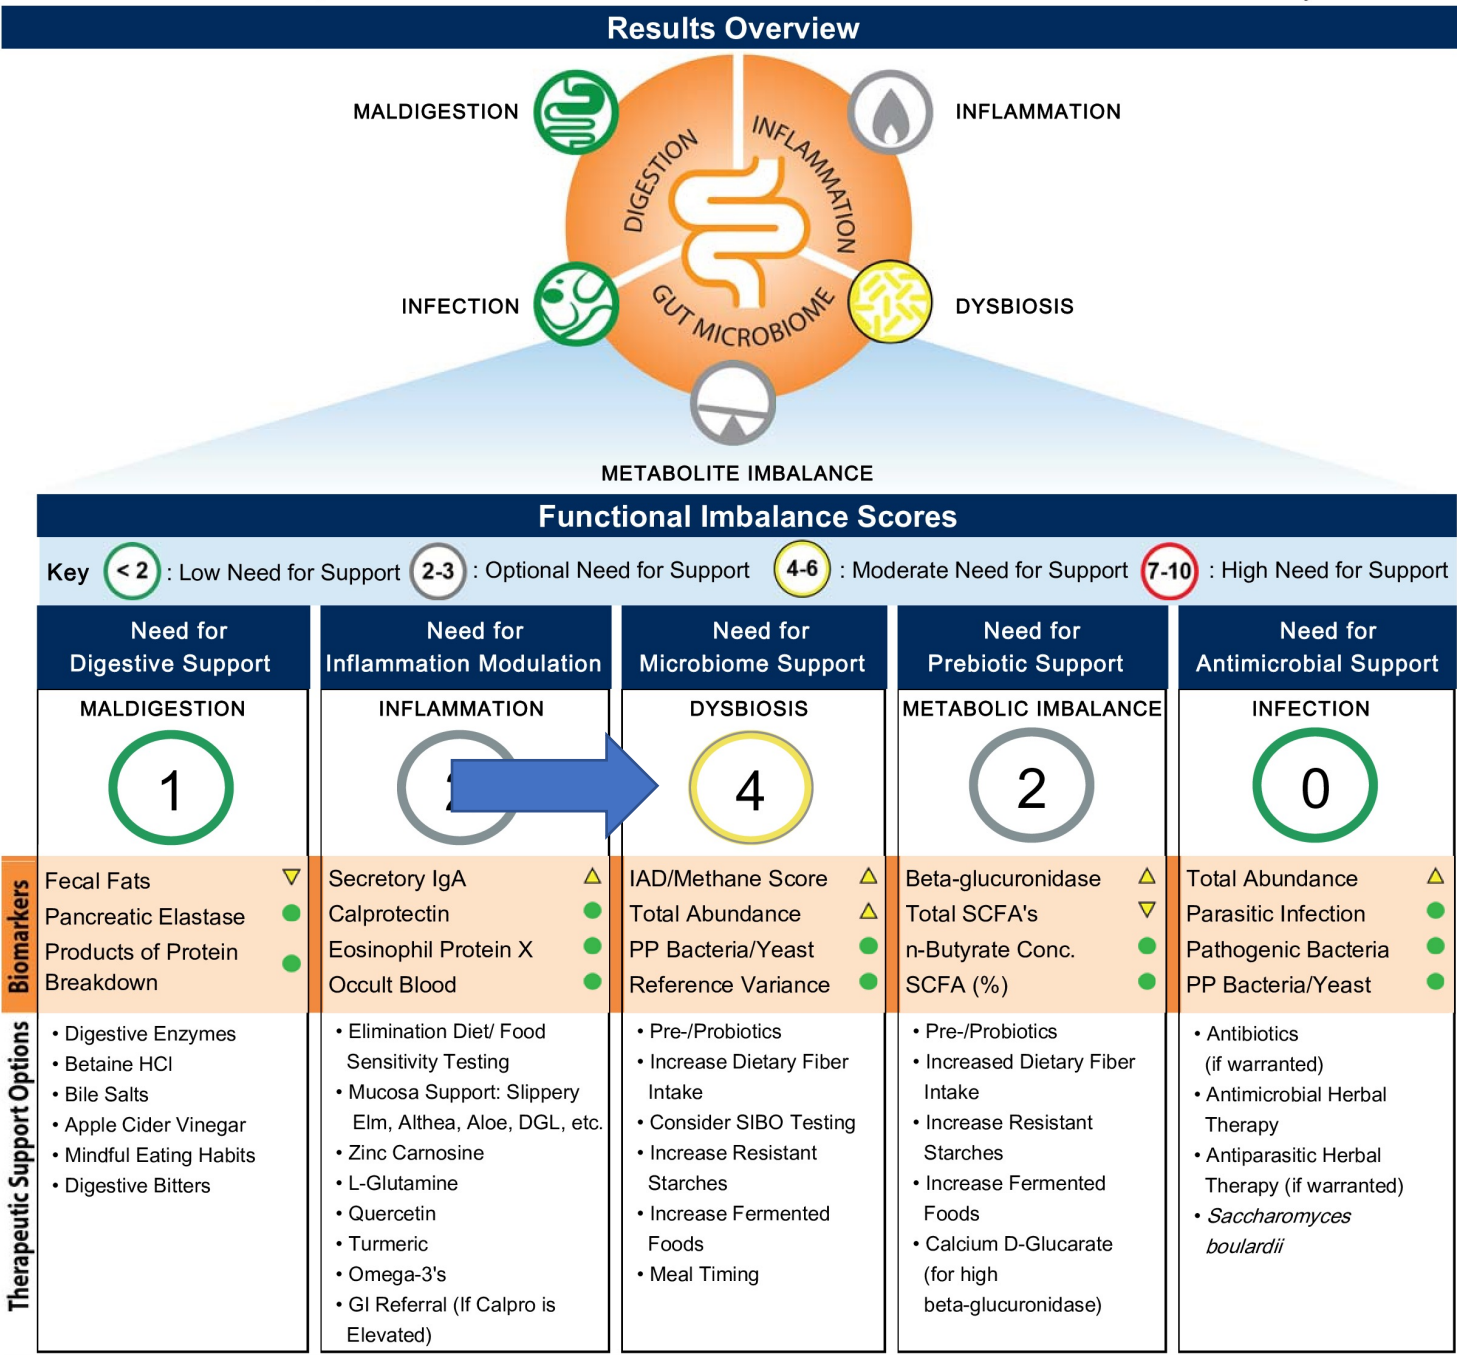 Results Overview
MALDIGESTION
INFLAMMATION
DIGESTION
INFLAMMATION
INFECTION
GUT MICROBIOME
DYSBIOSIS
METABOLITE IMBALANCE
Functional Imbalance Scores
Key < 2 : Low Need for Support 2-3 : Optional Need for Support 4-6 : Moderate Need for Support 7-10 : High Need for Support
Need for
Digestive Support
MALDIGESTION
1
Need for
Inflammation Modulation
INFLAMMATION
Need for
Microbiome Support
DYSBIOSIS
4
Need for
Prebiotic Support
METABOLIC IMBALANCE
2
Need for
Antimicrobial Support
INFECTION
0
Biomarkers
Fecal Fats
Pancreatic Elastase
Products of Protein
Breakdown
Secretory IgA
Calprotectin
Eosinophil Protein X
Occult Blood
IAD/Methane Score
Total Abundance
PP Bacteria/Yeast
Reference Variance
Beta-glucuronidase
Total SCFA's
n-Butyrate Conc.
SCFA (%)
Total Abundance
Parasitic Infection
Pathogenic Bacteria
PP Bacteria/Yeast
Therapeutic Support Options
• Digestive Enzymes
• Betaine HCl
• Bile Salts
• Apple Cider Vinegar
• Mindful Eating Habits
• Digestive Bitters
• Elimination Diet/ Food
Sensitivity Testing
• Mucosa Support: Slippery
Elm, Althea, Aloe, DGL, etc.
• Zinc Carnosine
• L-Glutamine
• Quercetin
• Turmeric
• Omega-3's
• GI Referral (If Calpro is
Elevated)
• Pre-/Probiotics
• Increase Dietary Fiber
Intake
• Consider SIBO Testing
• Increase Resistant
Starches
• Increase Fermented
Foods
• Meal Timing
• Pre-/Probiotics
• Increased Dietary Fiber
Intake
• Increase Resistant
Starches
• Increase Fermented
Foods
• Calcium D-Glucarate
(for high
beta-glucuronidase)
• Antibiotics
(if warranted)
• Antimicrobial Herbal
Therapy
• Antiparasitic Herbal
Therapy (if warranted)
• Saccharomyces
boulardii